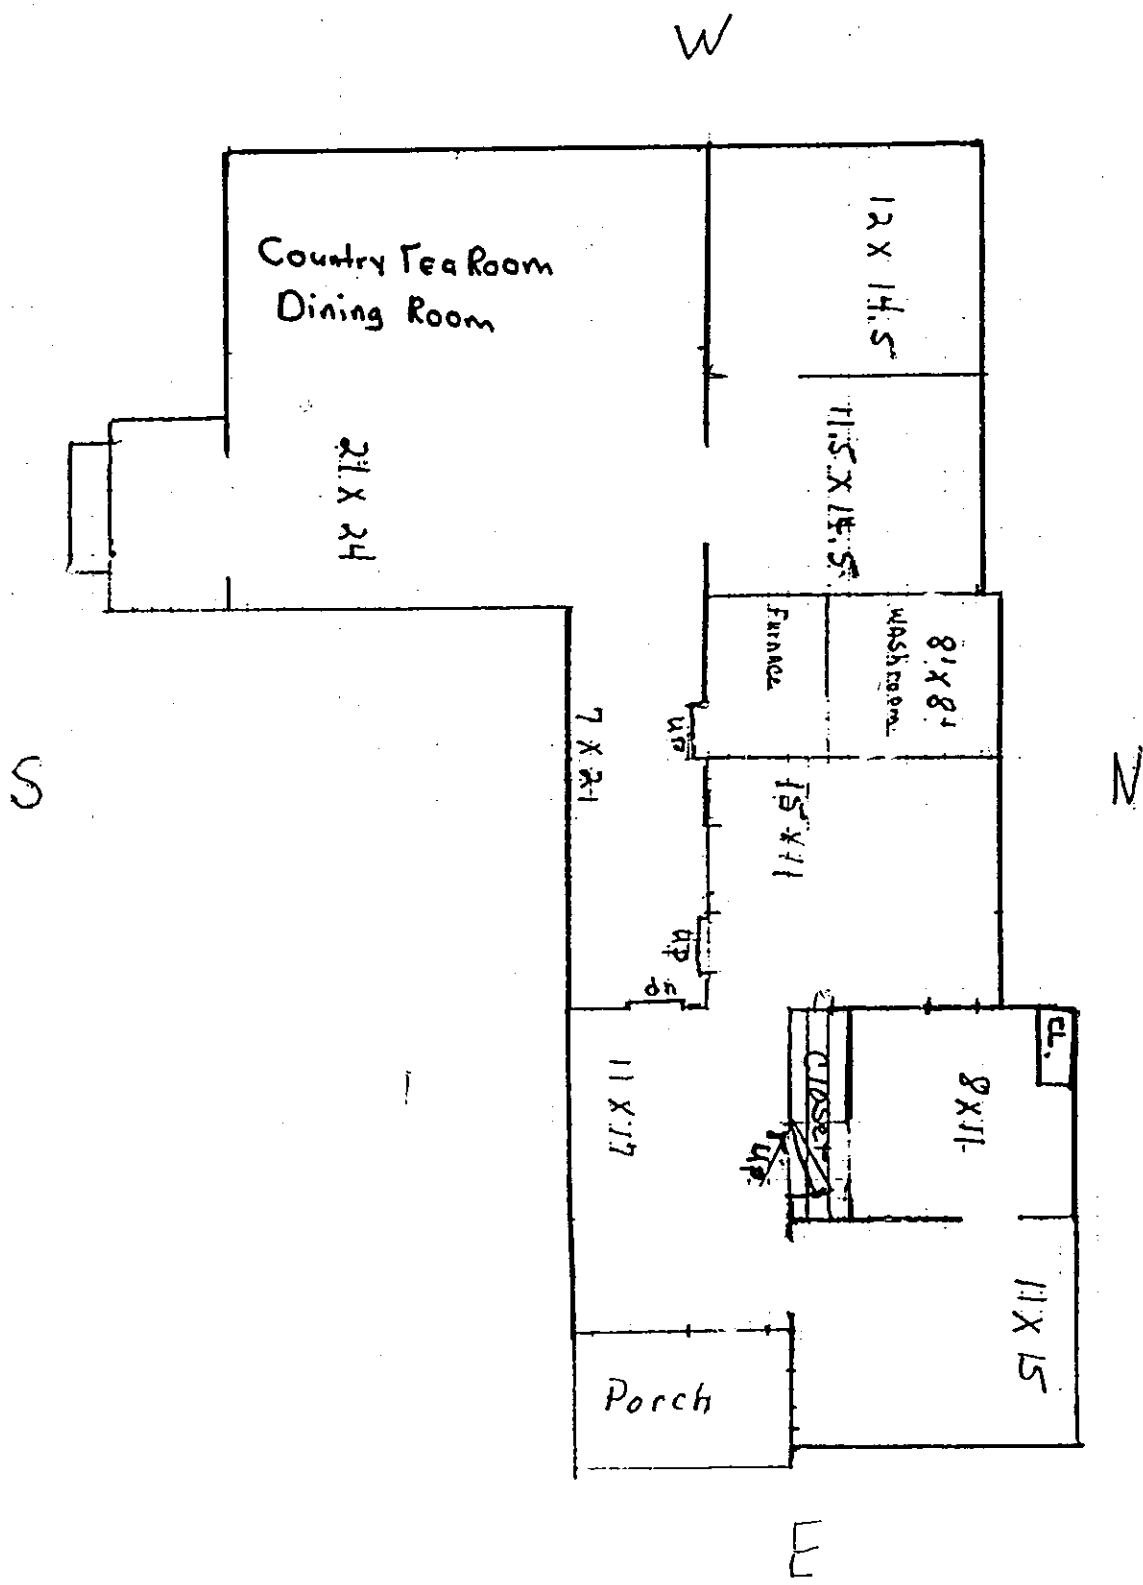 W
12 X 14.5
Country Tea Room
Dining Room
11.5 X 14.5
21 X 24
Furnace
Washroom
8' X 8'
up
7 X 21
S
N
15 X 11
up
dn
CL.
Closet
11 X 17
8 X 11
up
11 X 15
Porch
E